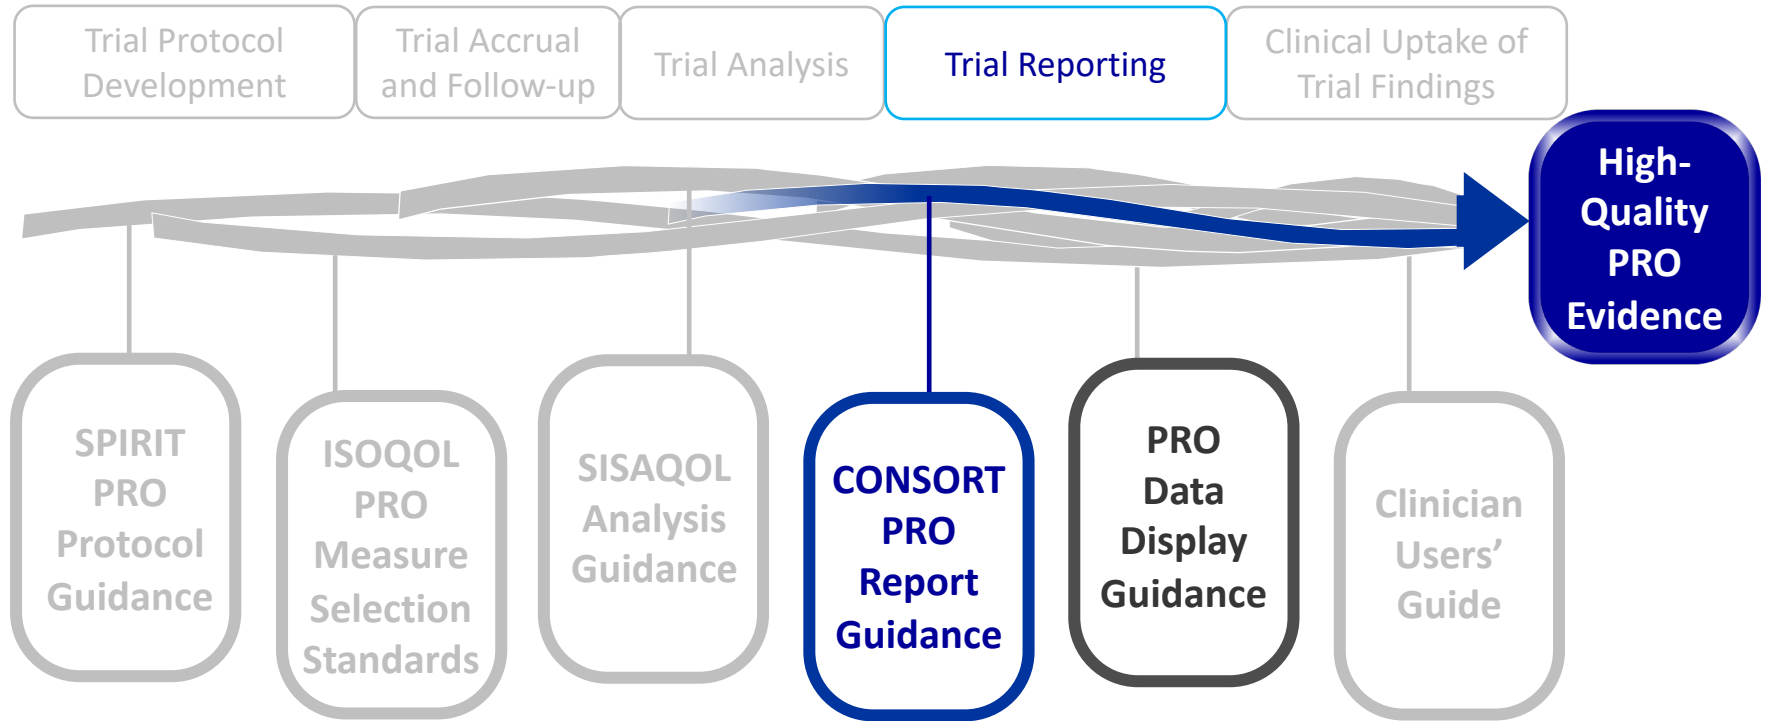 Trial Protocol
Development
Trial Accrual
and Follow-up
Trial Analysis
Trial Reporting
Clinical Uptake of
Trial Findings
High-
Quality
PRO
Evidence
SPIRIT
PRO
Protocol
Guidance
ISOQOL
PRO
Measure
Selection
Standards
SISAQOL
Analysis
Guidance
CONSORT
PRO
Report
Guidance
PRO
Data
Display
Guidance
Clinician
Users’
Guide